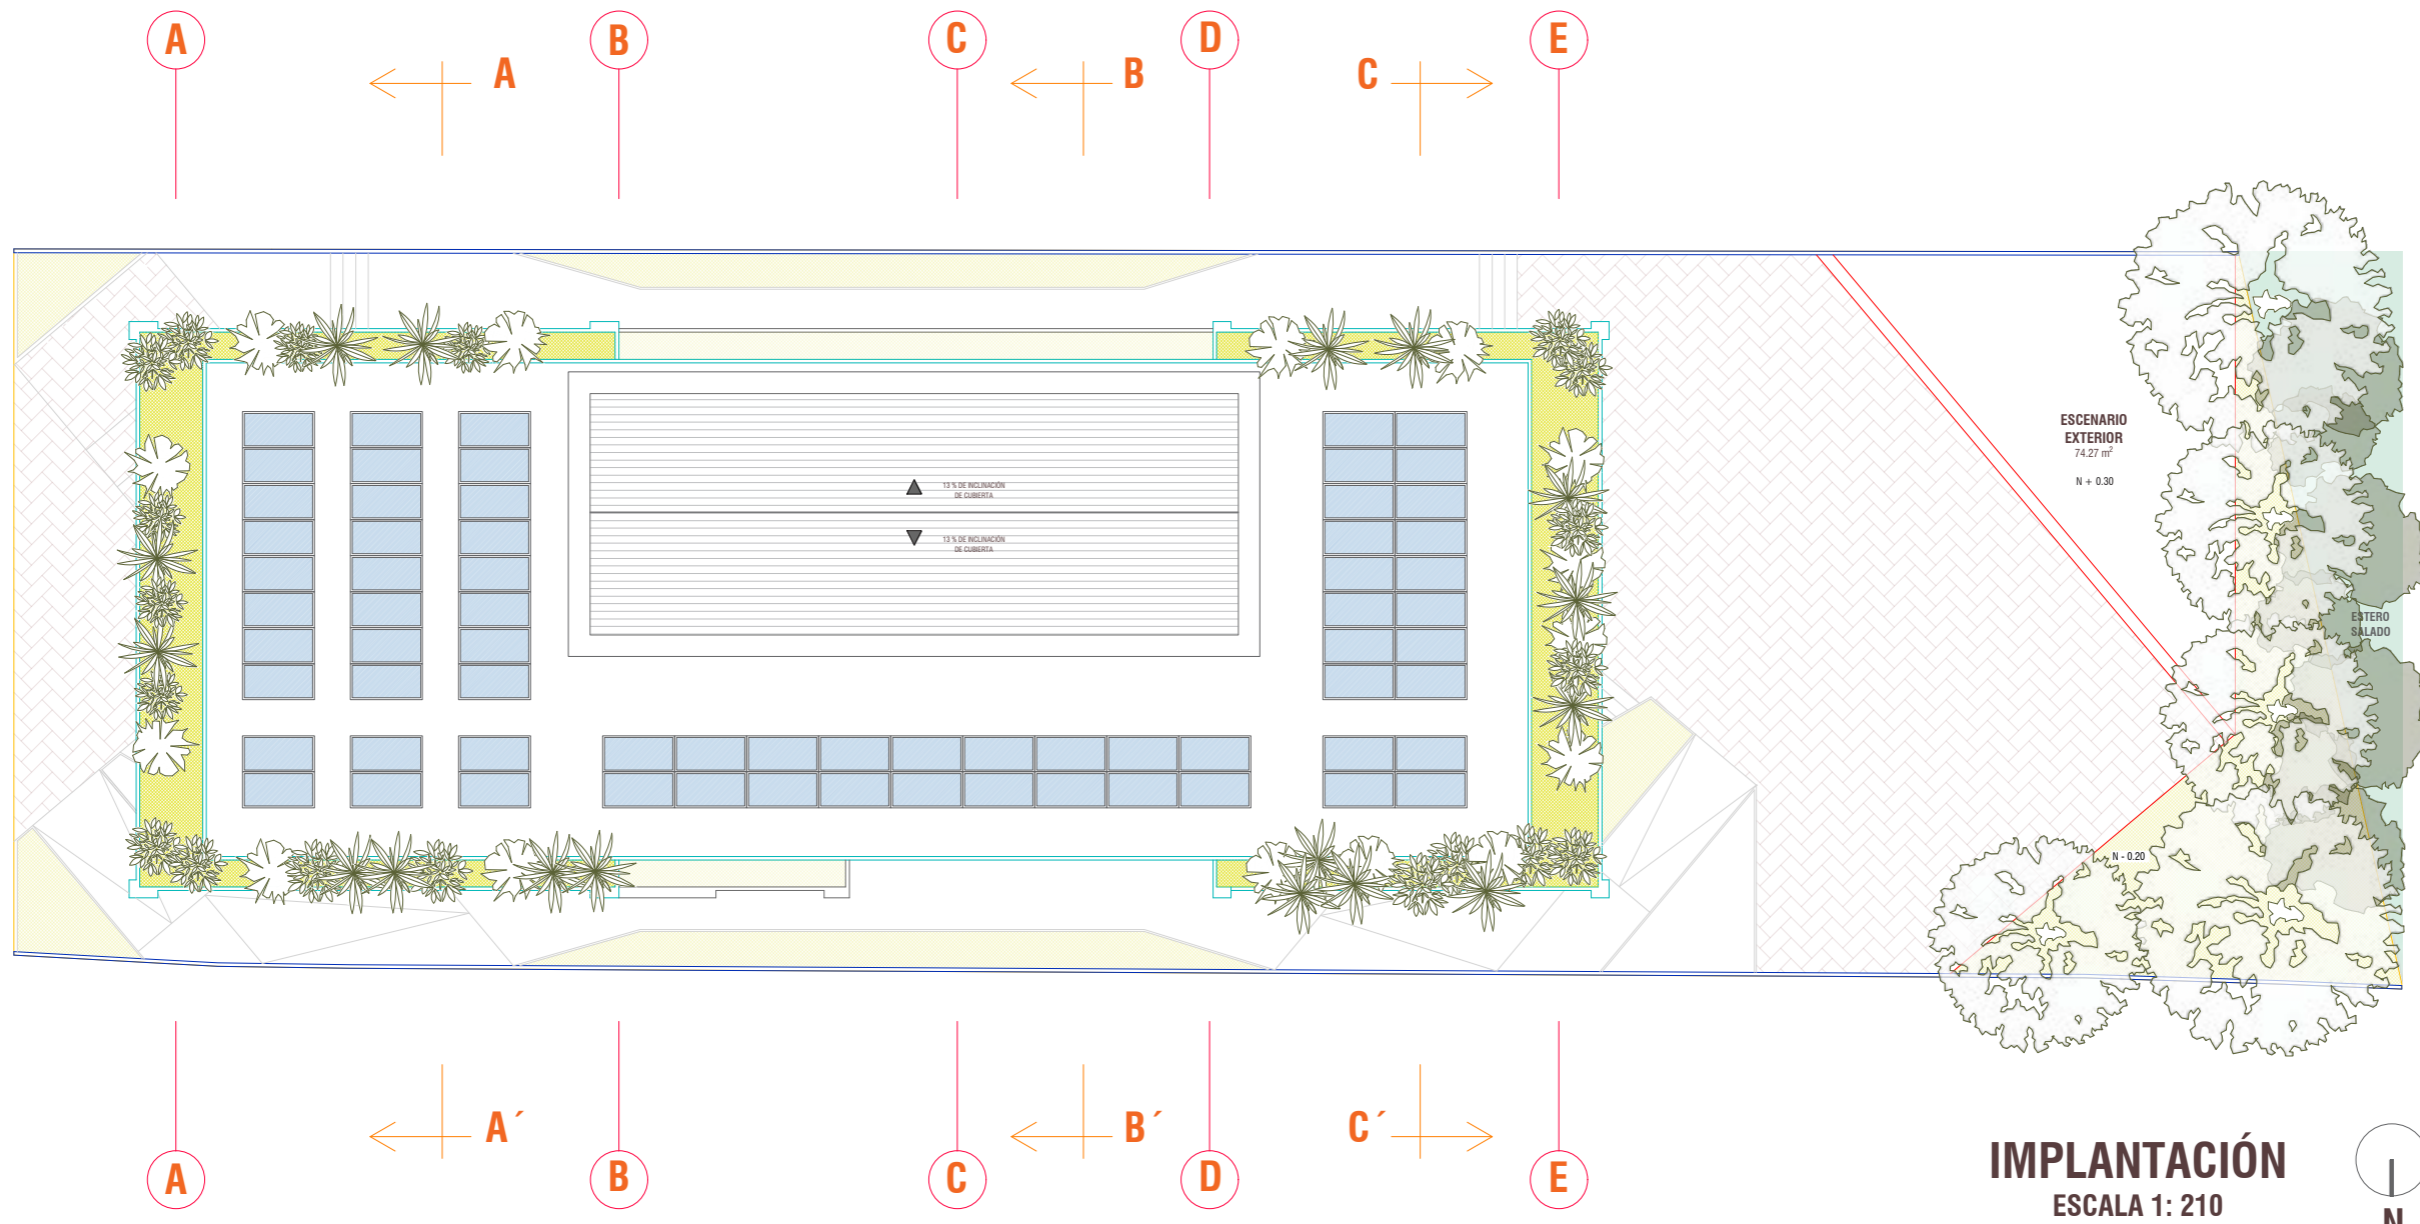 A
B
C
D
E
A
B
C
ESCENARIO
EXTERIOR
74.27 m²
N + 0.30
13 % DE INCLINACIÓN
DE CUBIERTA
13 % DE INCLINACIÓN
DE CUBIERTA
ESTERO
SALADO
N - 0.20
A´
B´
C´
A
B
C
D
E
IMPLANTACIÓN
ESCALA 1: 210
N